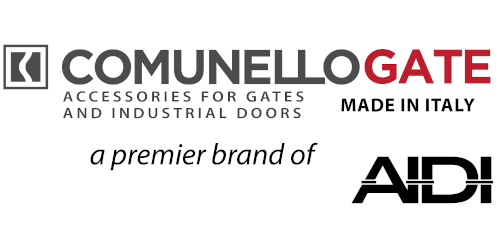 COMUNELLOGATE
ACCESSORIES FOR GATES
AND INDUSTRIAL DOORS
MADE IN ITALY
a premier brand of
AIDI